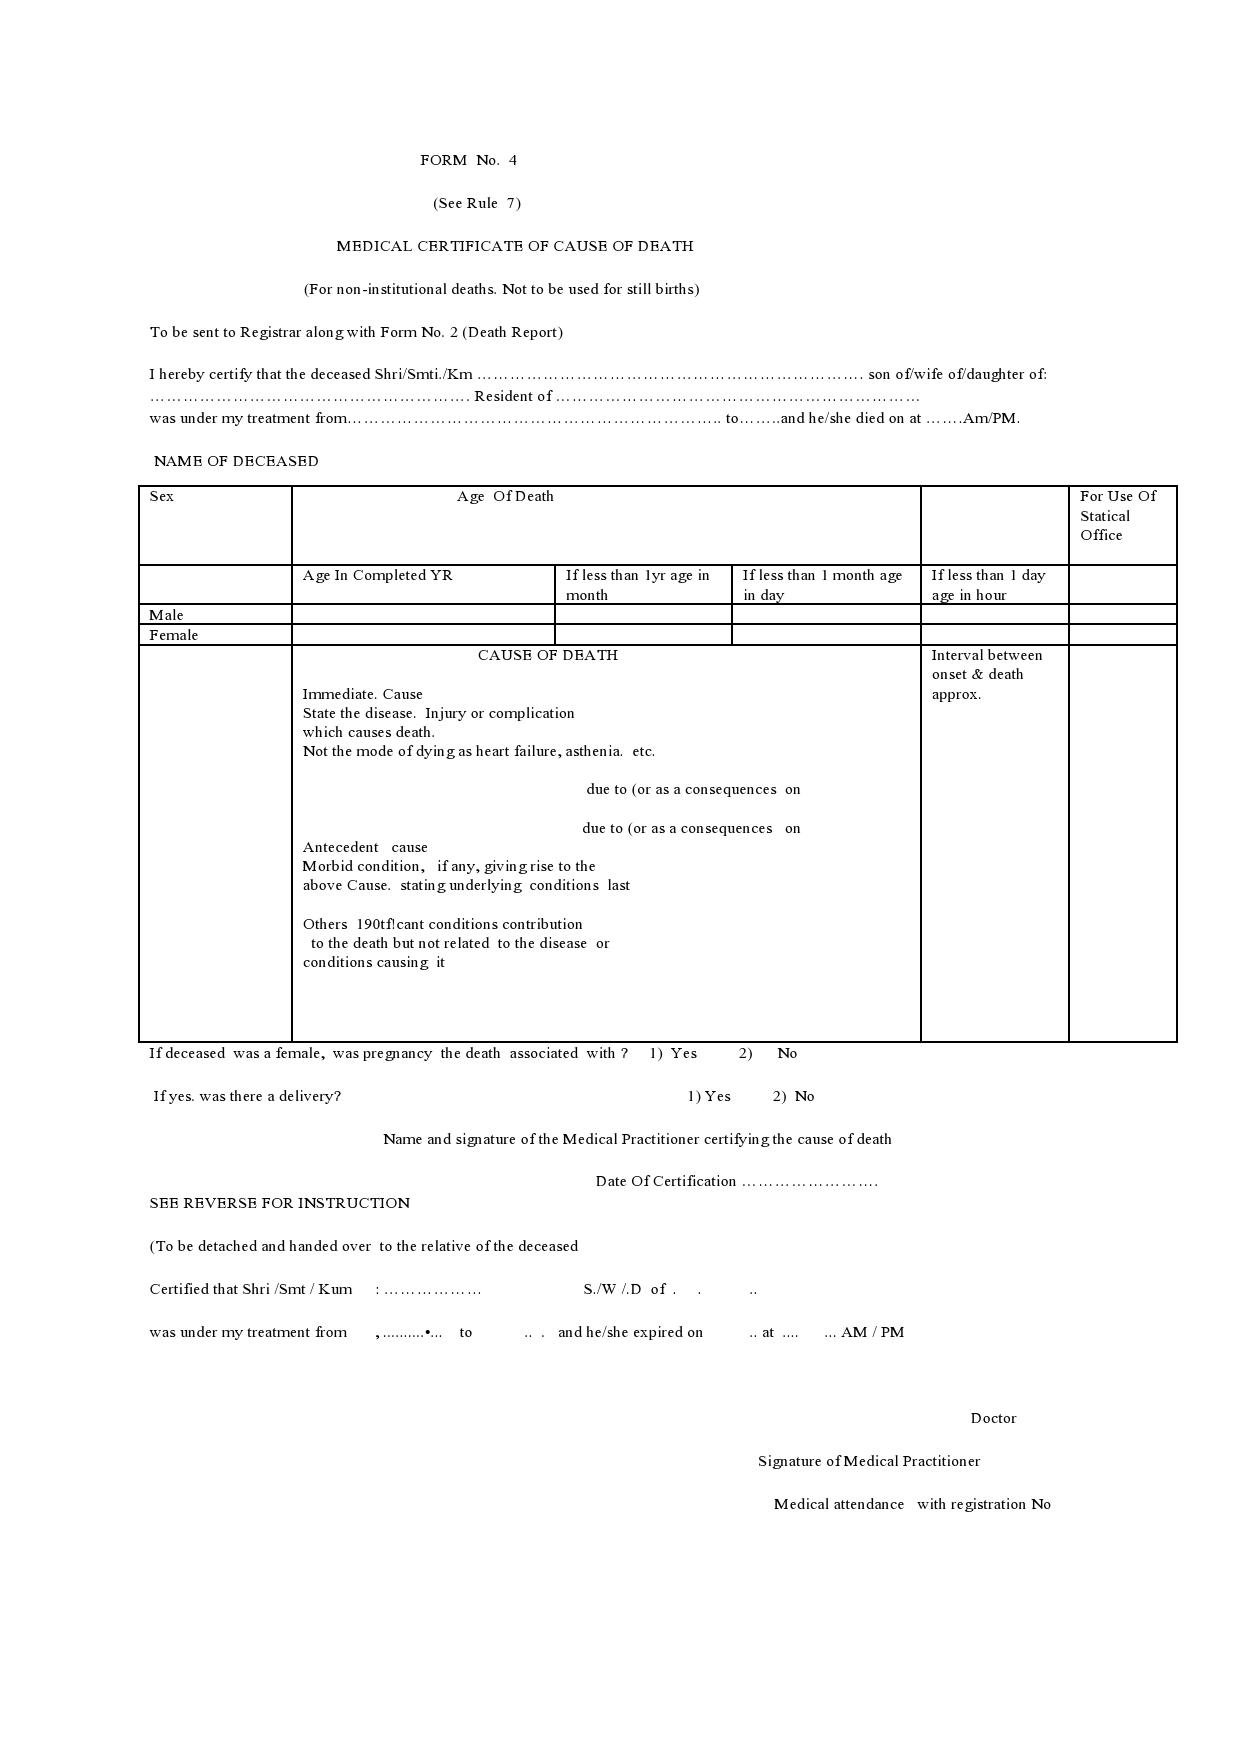 FORM No. 4
(See Rule 7)
MEDICAL CERTIFICATE OF CAUSE OF DEATH
(For non-institutional deaths. Not to be used for still births)
To be sent to Registrar along with Form No. 2 (Death Report)
I hereby certify that the deceased Shri/Smti./Km ……………………………………………………………. son of/wife of/daughter of:
…………………………………………………. Resident of …………………………………………………………
was under my treatment from………………………………………………………….. to……..and he/she died on at …….Am/PM.
NAME OF DECEASED
Sex Age Of Death For Use Of
Statical
Office
Age In Completed YR If less than 1yr age in If less than 1 month age If less than 1 day
month in day age in hour
Male
Female
CAUSE OF DEATH Interval between
onset & death
approx.
Immediate. Cause
State the disease. Injury or complication
which causes death.
Not the mode of dying as heart failure, asthenia. etc.
due to (or as a consequences on
due to (or as a consequences on
Antecedent cause
Morbid condition, if any, giving rise to the
above Cause. stating underlying conditions last
Others 190tf!cant conditions contribution
to the death but not related to the disease or
conditions causing it
If deceased was a female, was pregnancy the death associated with ? 1) Yes 2) No
If yes. was there a delivery? 1) Yes 2) No
Name and signature of the Medical Practitioner certifying the cause of death
Date Of Certification …………………….
SEE REVERSE FOR INSTRUCTION
(To be detached and handed over to the relative of the deceased
Certified that Shri /Smt / Kum : ……………… S./W /.D of . . ..
was under my treatment from , ..........•... to .. . and he/she expired on .. at .... ... AM / PM
Doctor
Signature of Medical Practitioner
Medical attendance with registration No